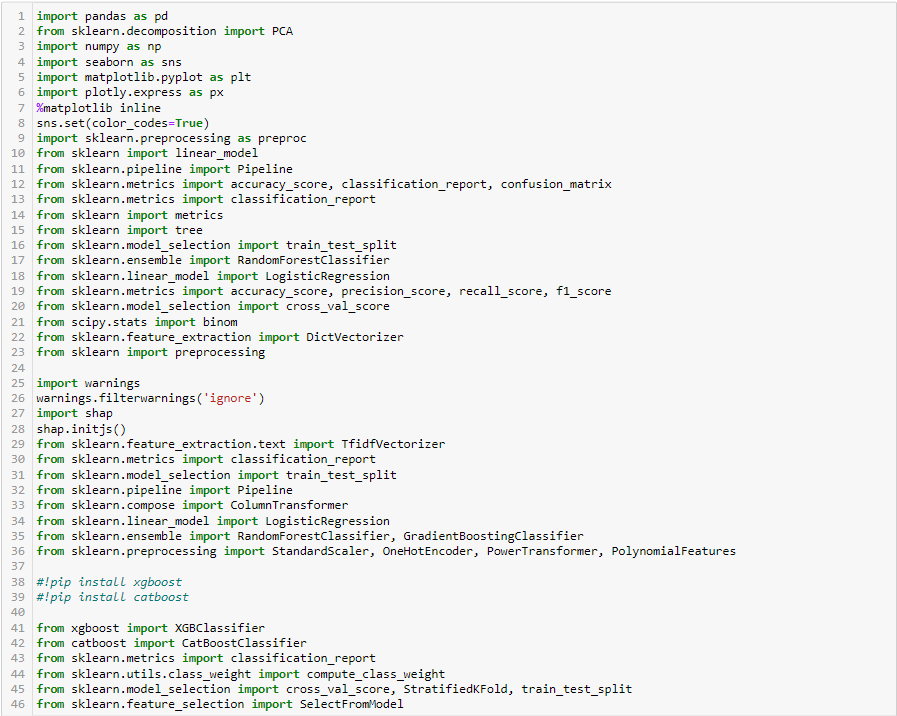 1 import pandas as pd
2 from sklearn.decomposition import PCA
3 import numpy as np
4 import seaborn as sns
5 import matplotlib.pyplot as plt
6 import plotly.express as px
7 %matplotlib inline
8 sns.set(color_codes=True)
9 import sklearn.preprocessing as preproc
10 from sklearn import linear_model
11 from sklearn.pipeline import Pipeline
12 from sklearn.metrics import accuracy_score, classification_report, confusion_matrix
13 from sklearn.metrics import classification_report
14 from sklearn import metrics
15 from sklearn import tree
16 from sklearn.model_selection import train_test_split
17 from sklearn.ensemble import RandomForestClassifier
18 from sklearn.linear_model import LogisticRegression
19 from sklearn.metrics import accuracy_score, precision_score, recall_score, f1_score
20 from sklearn.model_selection import cross_val_score
21 from scipy.stats import binom
22 from sklearn.feature_extraction import DictVectorizer
23 from sklearn import preprocessing
24
25 import warnings
26 warnings.filterwarnings('ignore')
27 import shap
28 shap.initjs()
29 from sklearn.feature_extraction.text import TfidfVectorizer
30 from sklearn.metrics import classification_report
31 from sklearn.model_selection import train_test_split
32 from sklearn.pipeline import Pipeline
33 from sklearn.compose import ColumnTransformer
34 from sklearn.linear_model import LogisticRegression
35 from sklearn.ensemble import RandomForestClassifier, GradientBoostingClassifier
36 from sklearn.preprocessing import StandardScaler, OneHotEncoder, PowerTransformer, PolynomialFeatures
37
38 #!pip install xgboost
39 #!pip install catboost
40
41 from xgboost import XGBClassifier
42 from catboost import CatBoostClassifier
43 from sklearn.metrics import classification_report
44 from sklearn.utils.class_weight import compute_class_weight
45 from sklearn.model_selection import cross_val_score, StratifiedKFold, train_test_split
46 from sklearn.feature_selection import SelectFromModel